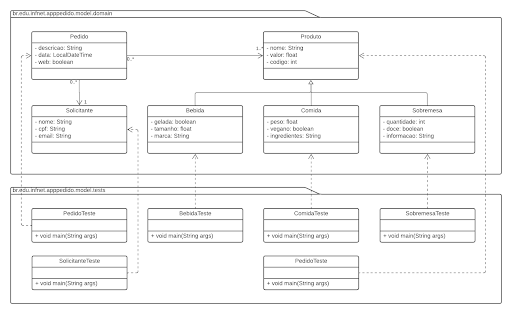 br.edu.infnet.apppedido.model.domain
Pedido
- descricao: String
- data: LocalDateTime
- web: boolean
Produto
- nome: String
- valor: float
- codigo: int
1..*
0..*
0..*
1
Solicitante
- nome: String
- cpf: String
- email: String
Bebida
- gelada: boolean
- tamanho: float
- marca: String
Comida
- peso: float
- vegano: boolean
- ingredientes: String
Sobremesa
- quantidade: int
- doce: boolean
- informacao: String
br.edu.infnet.apppedido.model.tests
PedidoTeste
+ void main(String args)
BebidaTeste
+ void main(String args)
ComidaTeste
+ void main(String args)
SobremesaTeste
+ void main(String args)
SolicitanteTeste
+ void main(String args)
PedidoTeste
+ void main(String args)